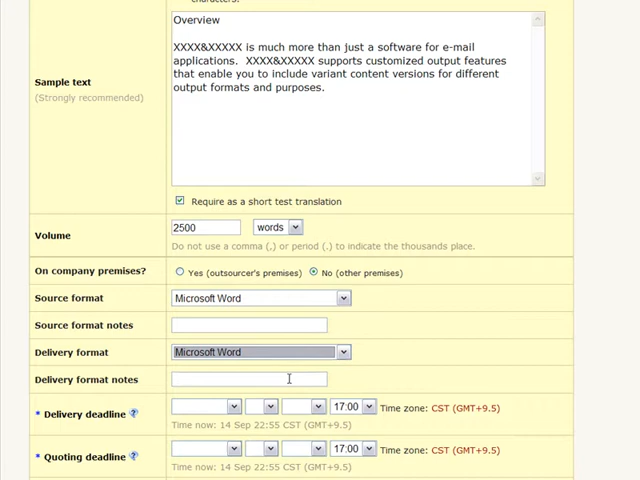 characters.
Overview
XXXX&XXXXX is much more than just a software for e-mail
applications.  XXXX&XXXXX supports customized output features
that enable you to include variant content versions for different
output formats and purposes.
Sample text
(Strongly recommended)
Require as a short test translation
Volume
2500 words
Do not use a comma (,) or period (.) to indicate the thousands place.
On company premises? Yes (outsourcer's premises) No (other premises)
Source format Microsoft Word
Source format notes
Delivery format Microsoft Word
Delivery format notes
* Delivery deadline ? 17:00 Time zone: CST (GMT+9.5)
Time now: 14 Sep 22:55 CST (GMT+9.5)
* Quoting deadline ? 17:00 Time zone: CST (GMT+9.5)
Time now: 14 Sep 22:55 CST (GMT+9.5)